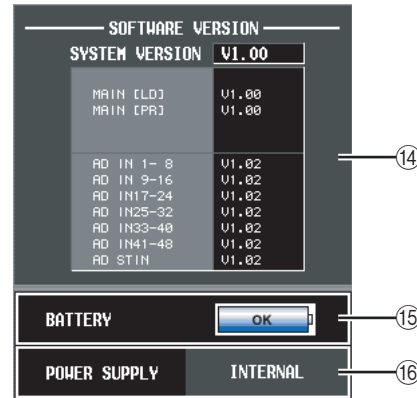 SOFTWARE VERSION
SYSTEM VERSION V1.00
MAIN [LD] V1.00
MAIN [PR] V1.00
⑭
AD IN 1- 8 V1.02
AD IN 9-16 V1.02
AD IN17-24 V1.02
AD IN25-32 V1.02
AD IN33-40 V1.02
AD IN41-48 V1.02
AD STIN V1.02
BATTERY OK ⑮
POWER SUPPLY INTERNAL ⑯